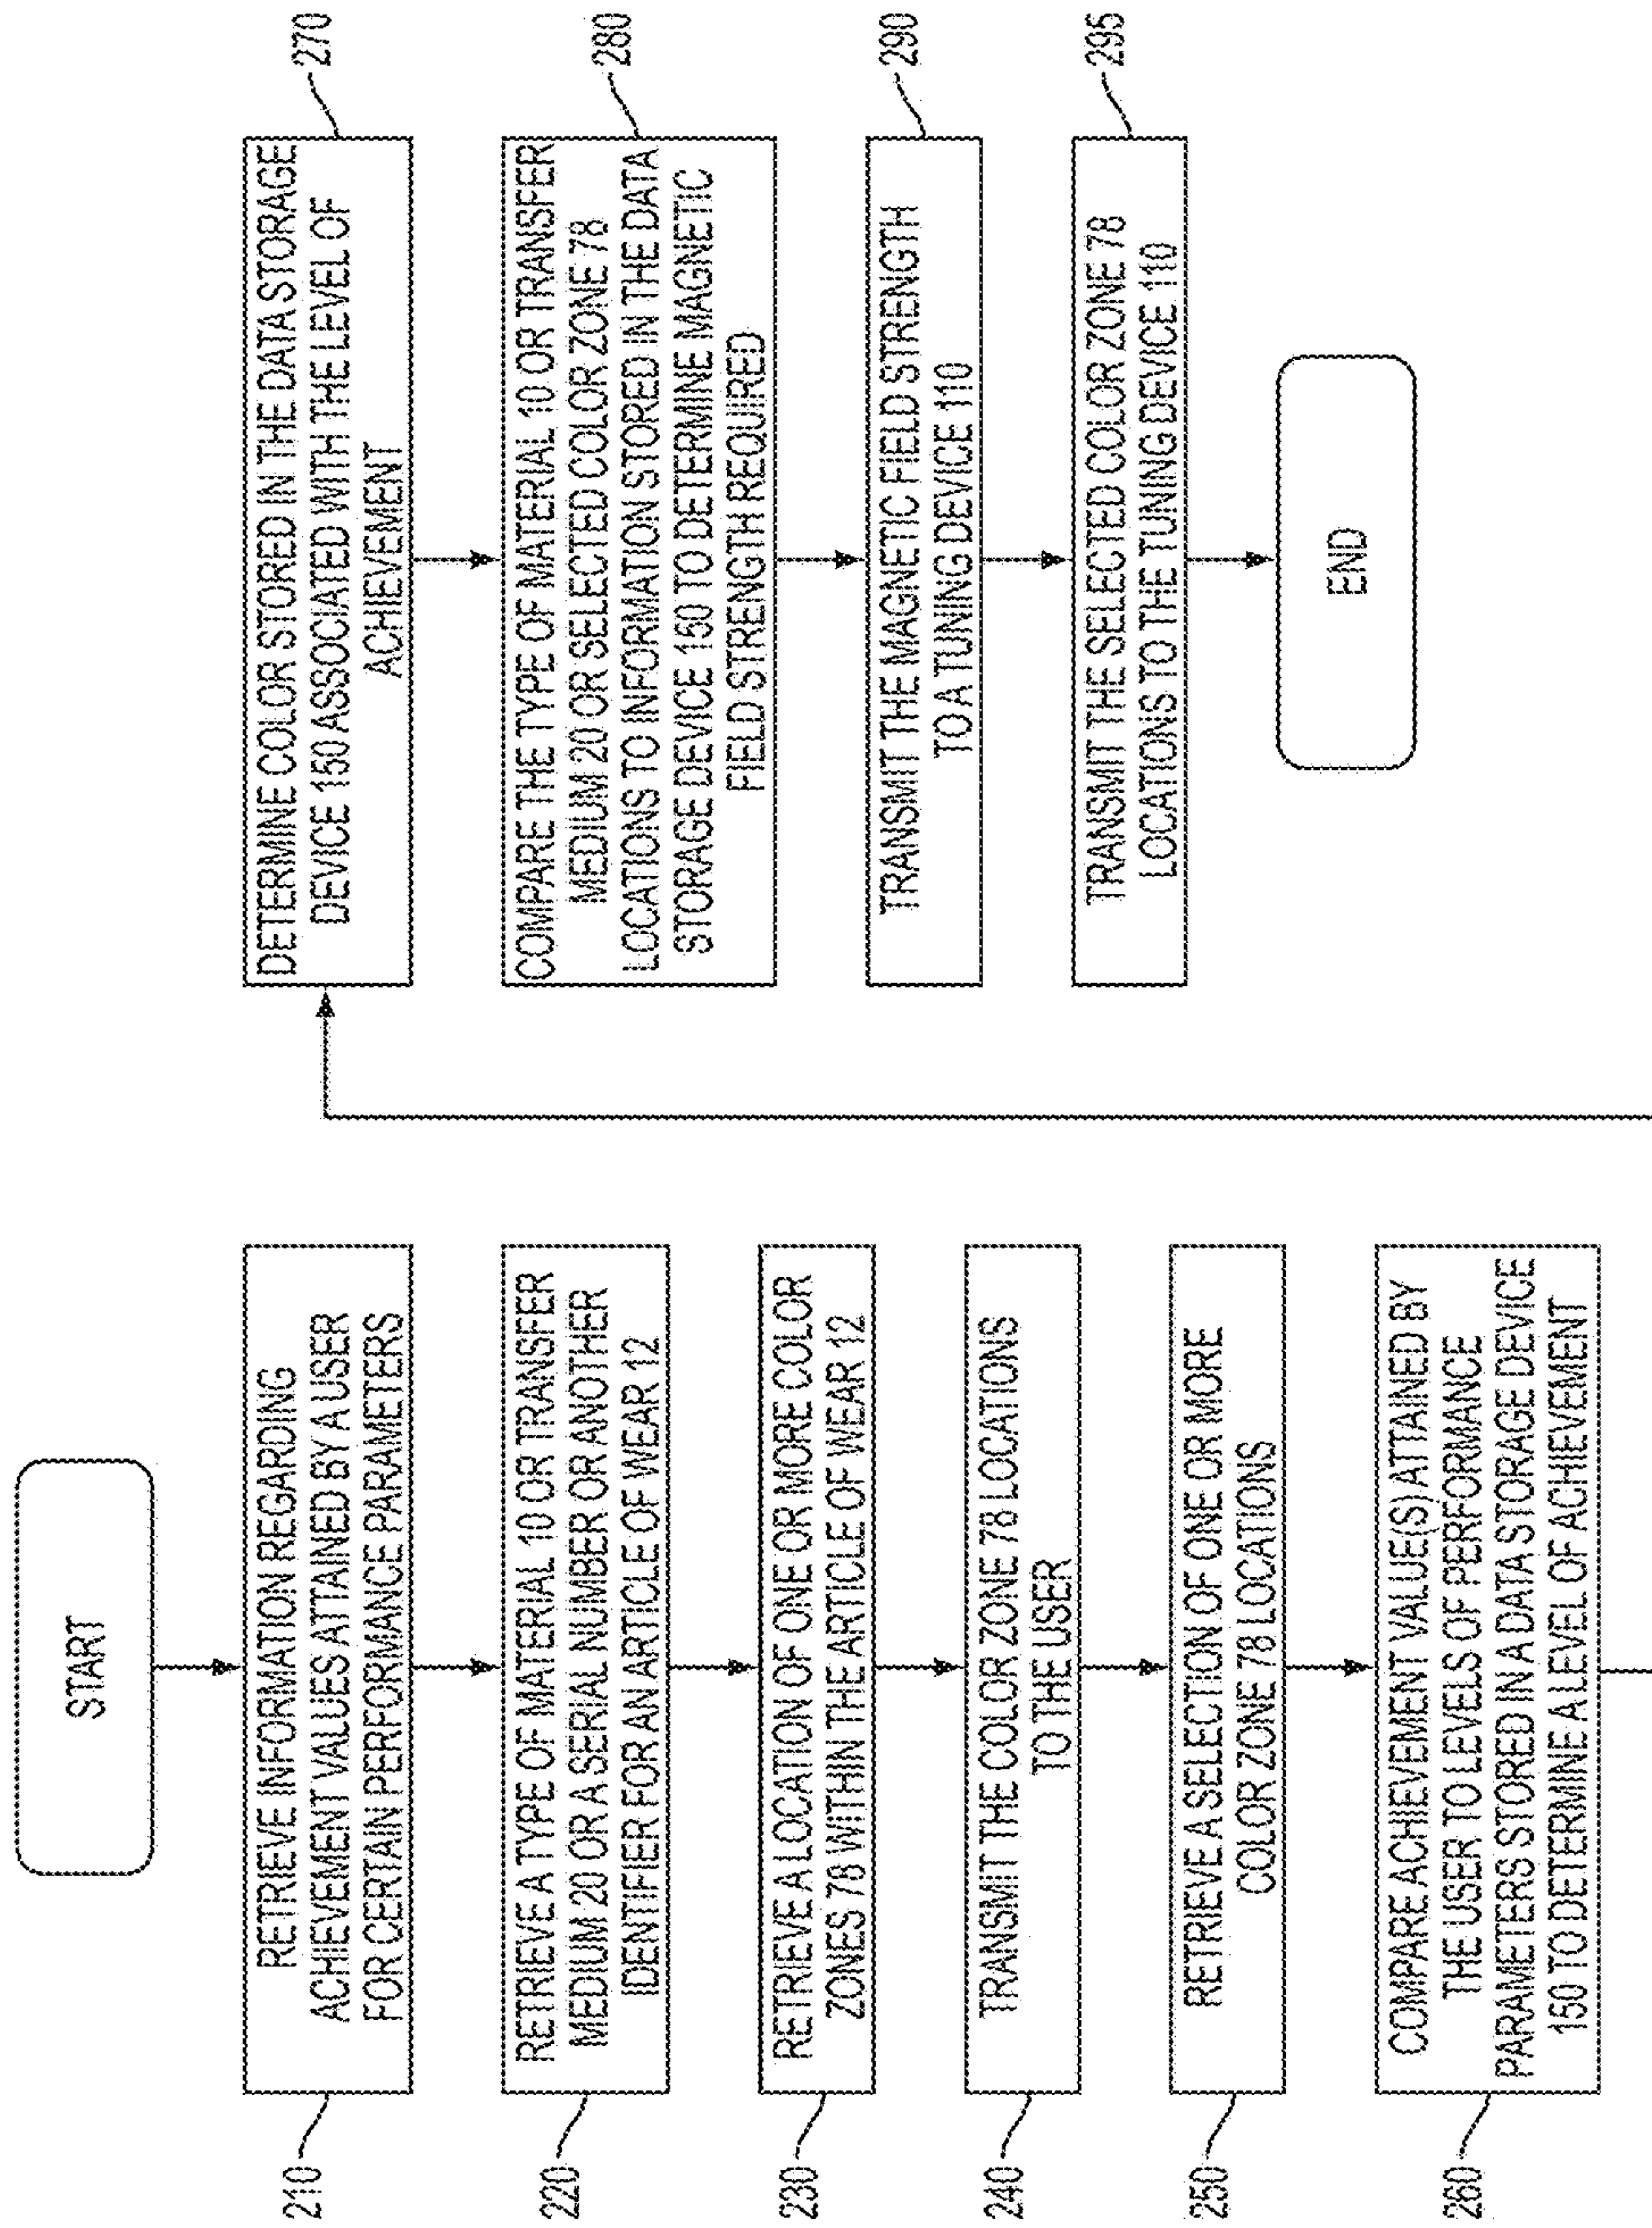 START
210
RETRIEVE INFORMATION REGARDING
ACHIEVEMENT VALUES ATTAINED BY A USER
FOR CERTAIN PERFORMANCE PARAMETERS
220
RETRIEVE A TYPE OF MATERIAL 10 OR TRANSFER
MEDIUM 20 OR A SERIAL NUMBER OR ANOTHER
IDENTIFIER FOR AN ARTICLE OF WEAR 12
230
RETRIEVE A LOCATION OF ONE OR MORE COLOR
ZONES 78 WITHIN THE ARTICLE OF WEAR 12
240
TRANSMIT THE COLOR ZONE 78 LOCATIONS
TO THE USER
250
RETRIEVE A SELECTION OF ONE OR MORE
COLOR ZONE 78 LOCATIONS
260
COMPARE ACHIEVEMENT VALUE(S) ATTAINED BY
THE USER TO LEVELS OF PERFORMANCE
PARAMETERS STORED IN A DATA STORAGE DEVICE
150 TO DETERMINE A LEVEL OF ACHIEVEMENT
270
DETERMINE COLOR STORED IN THE DATA STORAGE
DEVICE 150 ASSOCIATED WITH THE LEVEL OF
ACHIEVEMENT
280
COMPARE THE TYPE OF MATERIAL 10 OR TRANSFER
MEDIUM 20 OR SELECTED COLOR ZONE 78
LOCATIONS TO INFORMATION STORED IN THE DATA
STORAGE DEVICE 150 TO DETERMINE MAGNETIC
FIELD STRENGTH REQUIRED
290
TRANSMIT THE MAGNETIC FIELD STRENGTH
TO A TUNING DEVICE 110
295
TRANSMIT THE SELECTED COLOR ZONE 78
LOCATIONS TO THE TUNING DEVICE 110
END